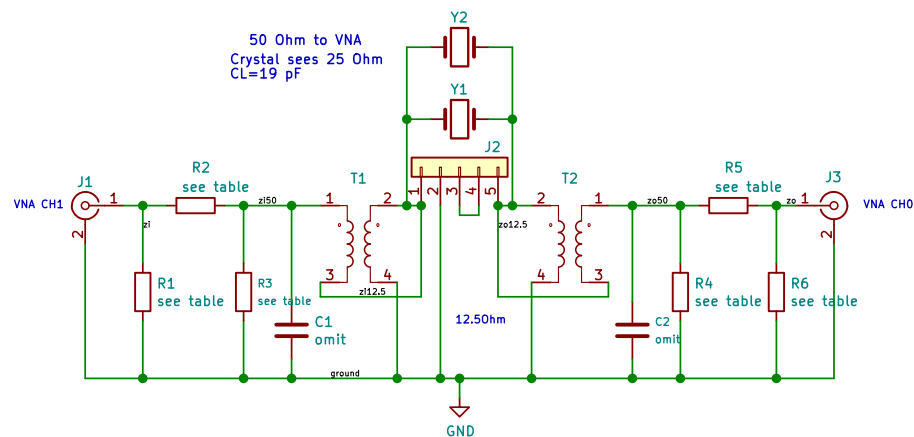 Y2
50 Ohm to VNA
Crystal sees 25 Ohm
CL=19 pF
Y1
J2
1
2
3
4
5
J1
VNA CH1
1
2
R2
see table
zi
zi50
T1
1
2
3
4
zi12.5
T2
2
1
4
3
zo12.5
zo50
R5
see table
zo
J3
1
2
VNA CH0
R1
see table
R3
see table
C1
omit
12.5Ohm
C2
omit
R4
see table
R6
see table
ground
GND